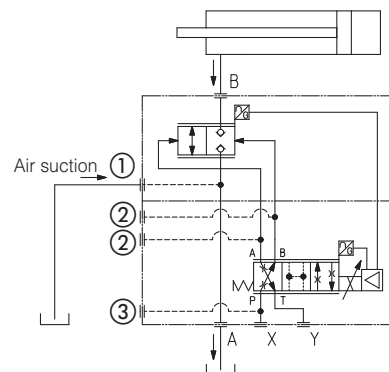 B
Air suction ①
②
②
A B
P T
③
A X Y
G
G